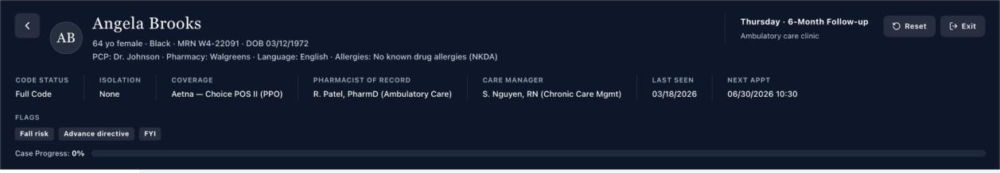 AB
Angela Brooks
64 yo female · Black · MRN W4-22091 · DOB 03/12/1972
PCP: Dr. Johnson · Pharmacy: Walgreens · Language: English · Allergies: No known drug allergies (NKDA)
Thursday · 6-Month Follow-up
Ambulatory care clinic
Reset
Exit
CODE STATUS
Full Code
ISOLATION
None
COVERAGE
Aetna — Choice POS II (PPO)
PHARMACIST OF RECORD
R. Patel, PharmD (Ambulatory Care)
CARE MANAGER
S. Nguyen, RN (Chronic Care Mgmt)
LAST SEEN
03/18/2026
NEXT APPT
06/30/2026 10:30
FLAGS
Fall risk
Advance directive
FYI
Case Progress: 0%